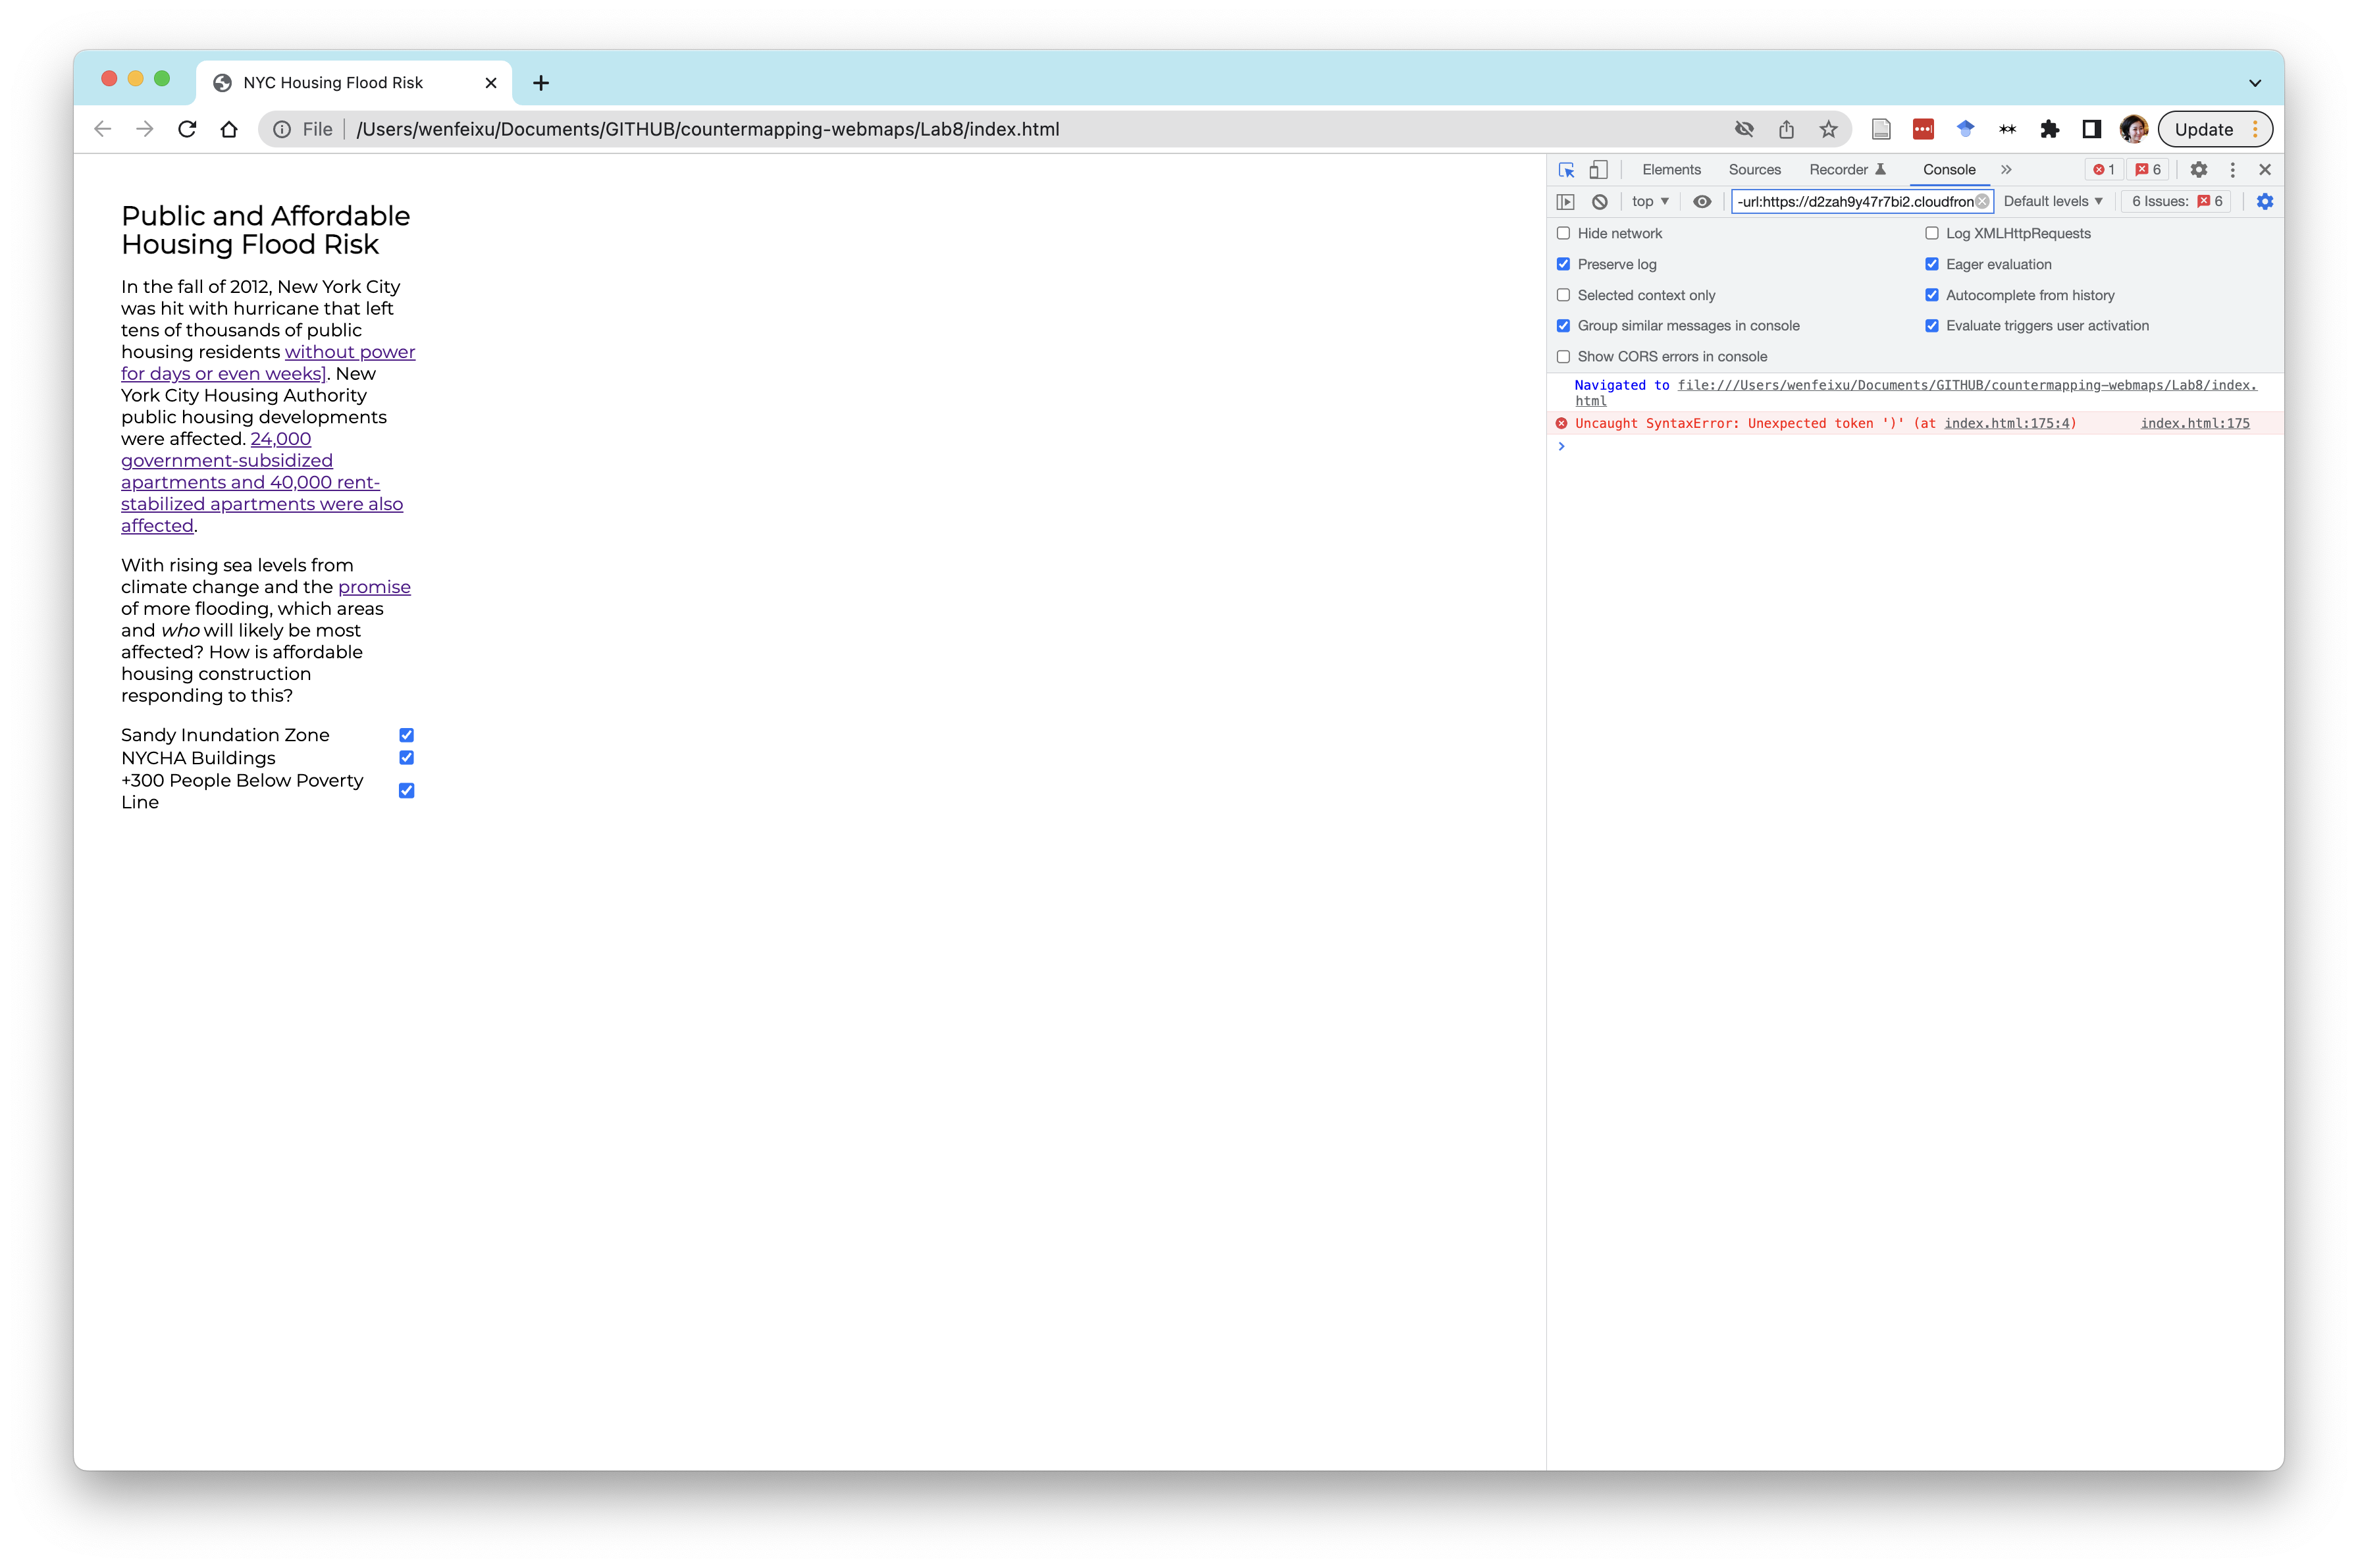 NYC Housing Flood Risk
File
/Users/wenfeixu/Documents/GITHUB/countermapping-webmaps/Lab8/index.html
Update
Public and Affordable
Housing Flood Risk
In the fall of 2012, New York City
was hit with hurricane that left
tens of thousands of public
housing residents without power
for days or even weeks]. New
York City Housing Authority
public housing developments
were affected. 24,000
government-subsidized
apartments and 40,000 rent-
stabilized apartments were also
affected.
With rising sea levels from
climate change and the promise
of more flooding, which areas
and who will likely be most
affected? How is affordable
housing construction
responding to this?
Sandy Inundation Zone
NYCHA Buildings
+300 People Below Poverty
Line
Elements Sources Recorder Console 1 6
top -url:https://d2zah9y47r7bi2.cloudfron Default levels 6 Issues: 6
Hide network Log XMLHttpRequests
Preserve log Eager evaluation
Selected context only Autocomplete from history
Group similar messages in console Evaluate triggers user activation
Show CORS errors in console
Navigated to file:///Users/wenfeixu/Documents/GITHUB/countermapping-webmaps/Lab8/index.
html
Uncaught SyntaxError: Unexpected token ')' (at index.html:175:4) index.html:175